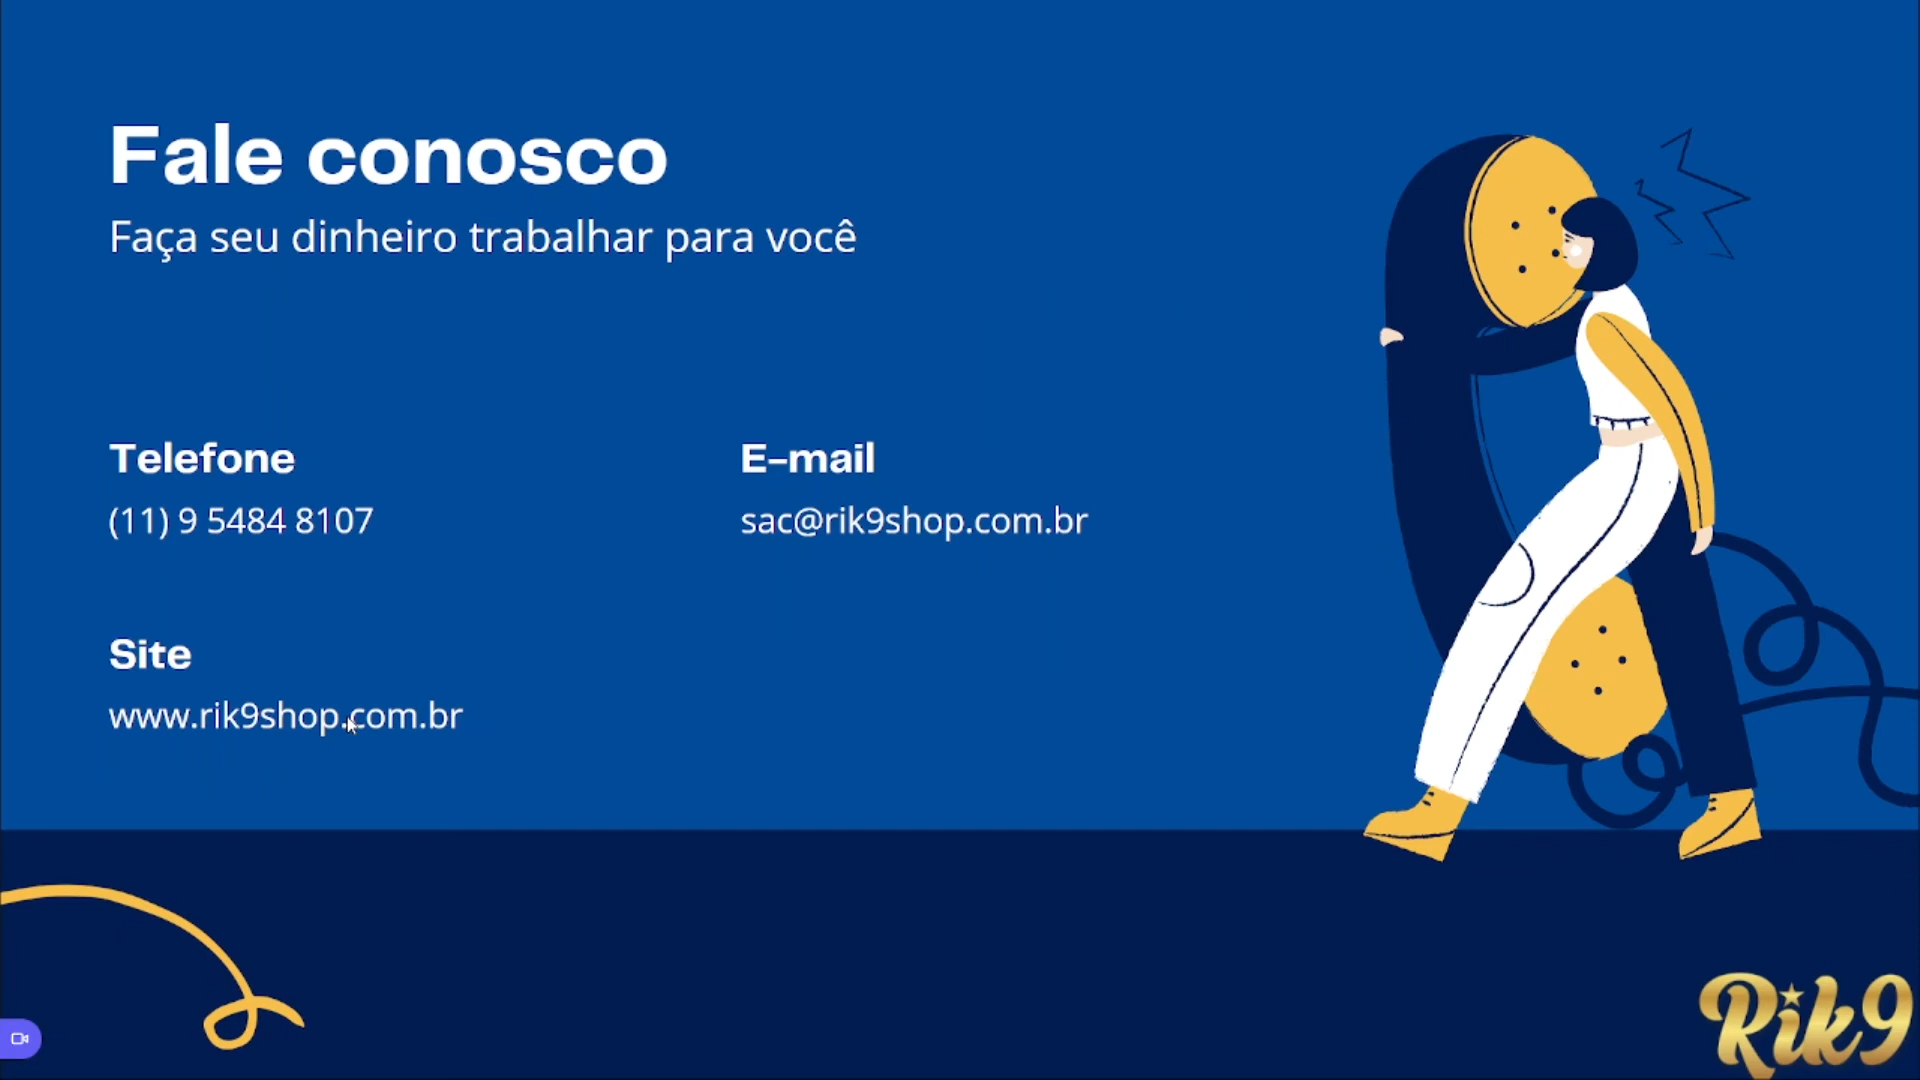 Fale conosco
Faça seu dinheiro trabalhar para você
Telefone
(11) 9 5484 8107
E-mail
sac@rik9shop.com.br
Site
www.rik9shop.com.br
Rik9